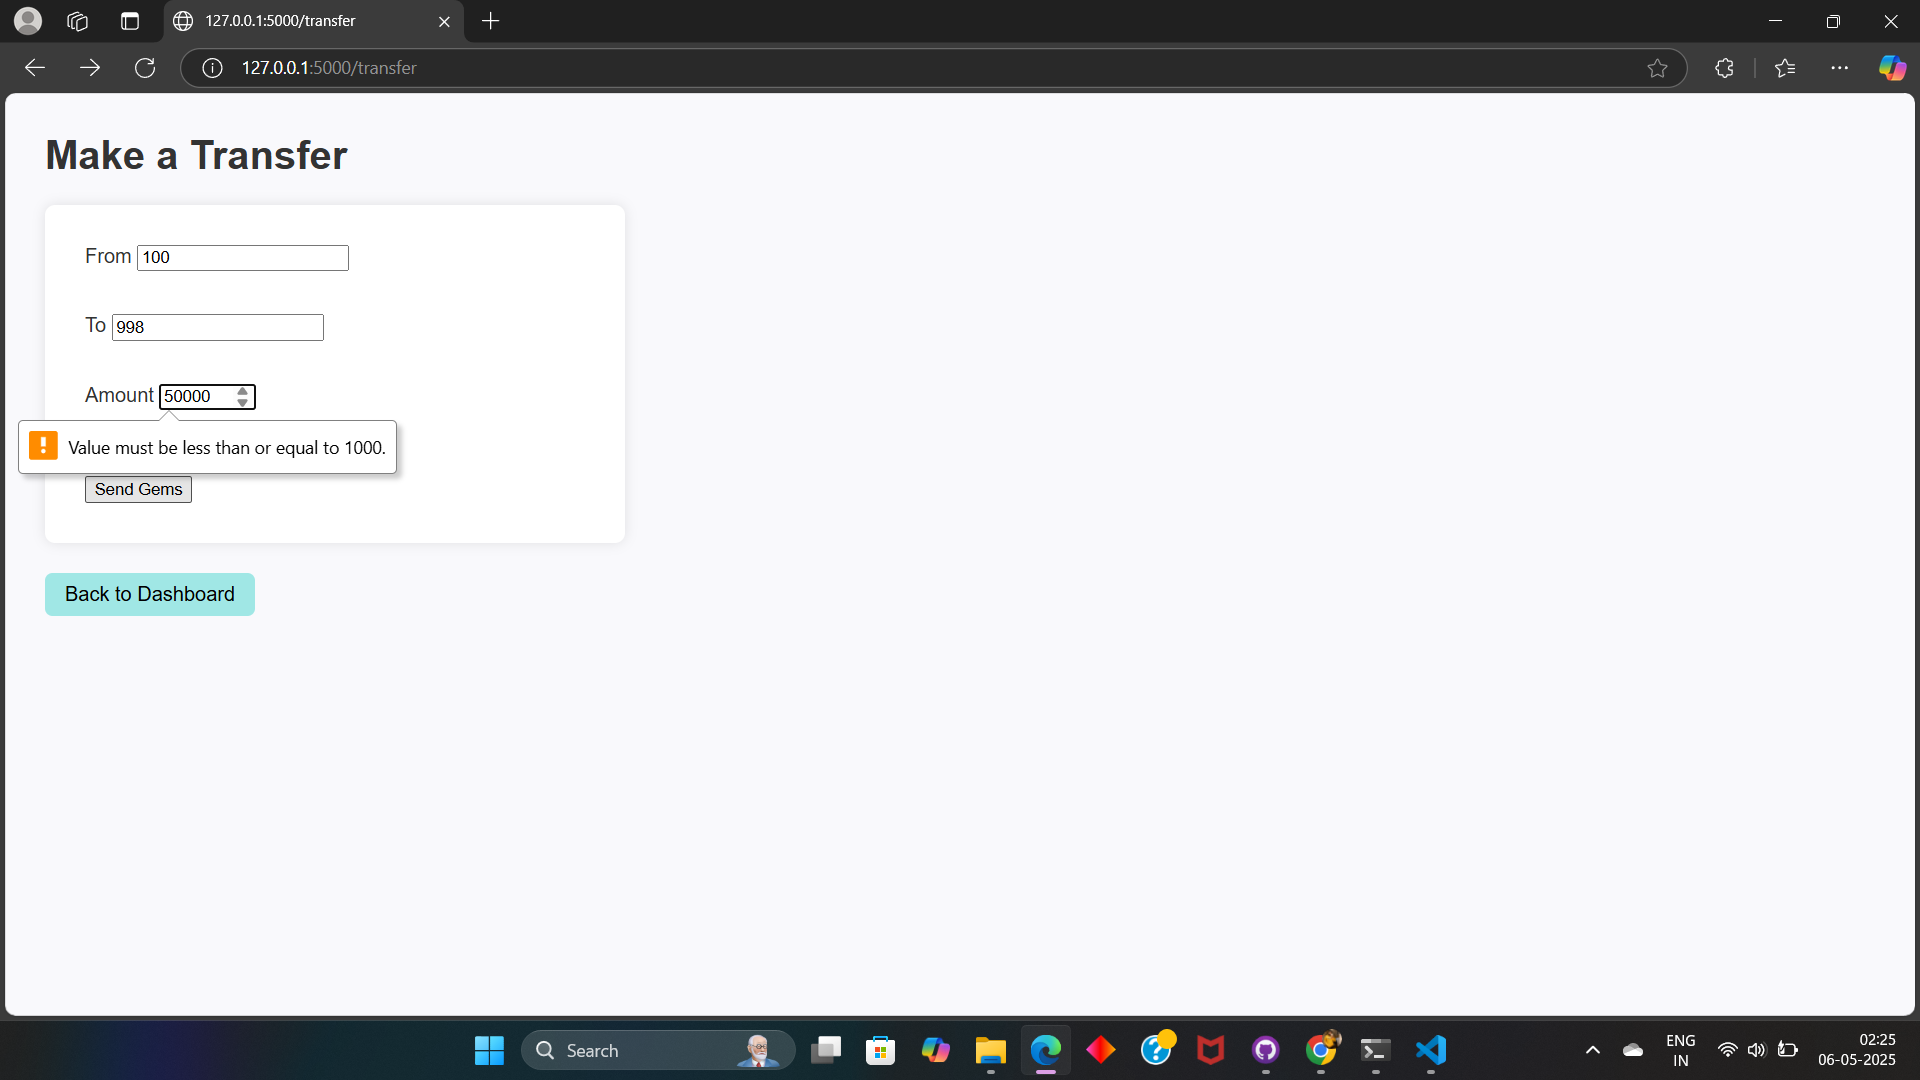 127.0.0.1:5000/transfer
127.0.0.1:5000/transfer
Make a Transfer
From 100
To 998
Amount 50000
Value must be less than or equal to 1000.
Send Gems
Back to Dashboard
Search
ENG
IN
02:25
06-05-2025